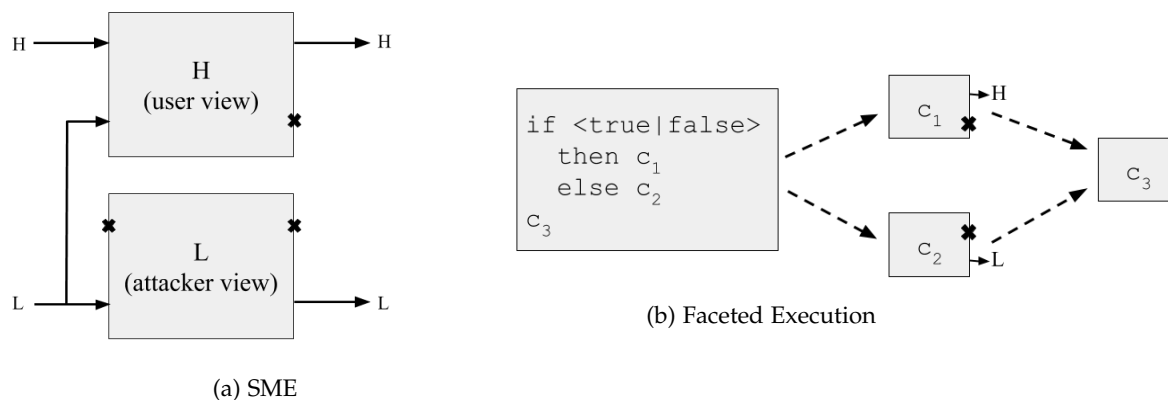 H
H
H
(user view)
L
(attacker view)
L
L
(a) SME
if <true|false>
then c1
else c2
c3
c1
H
c2
L
c3
(b) Faceted Execution